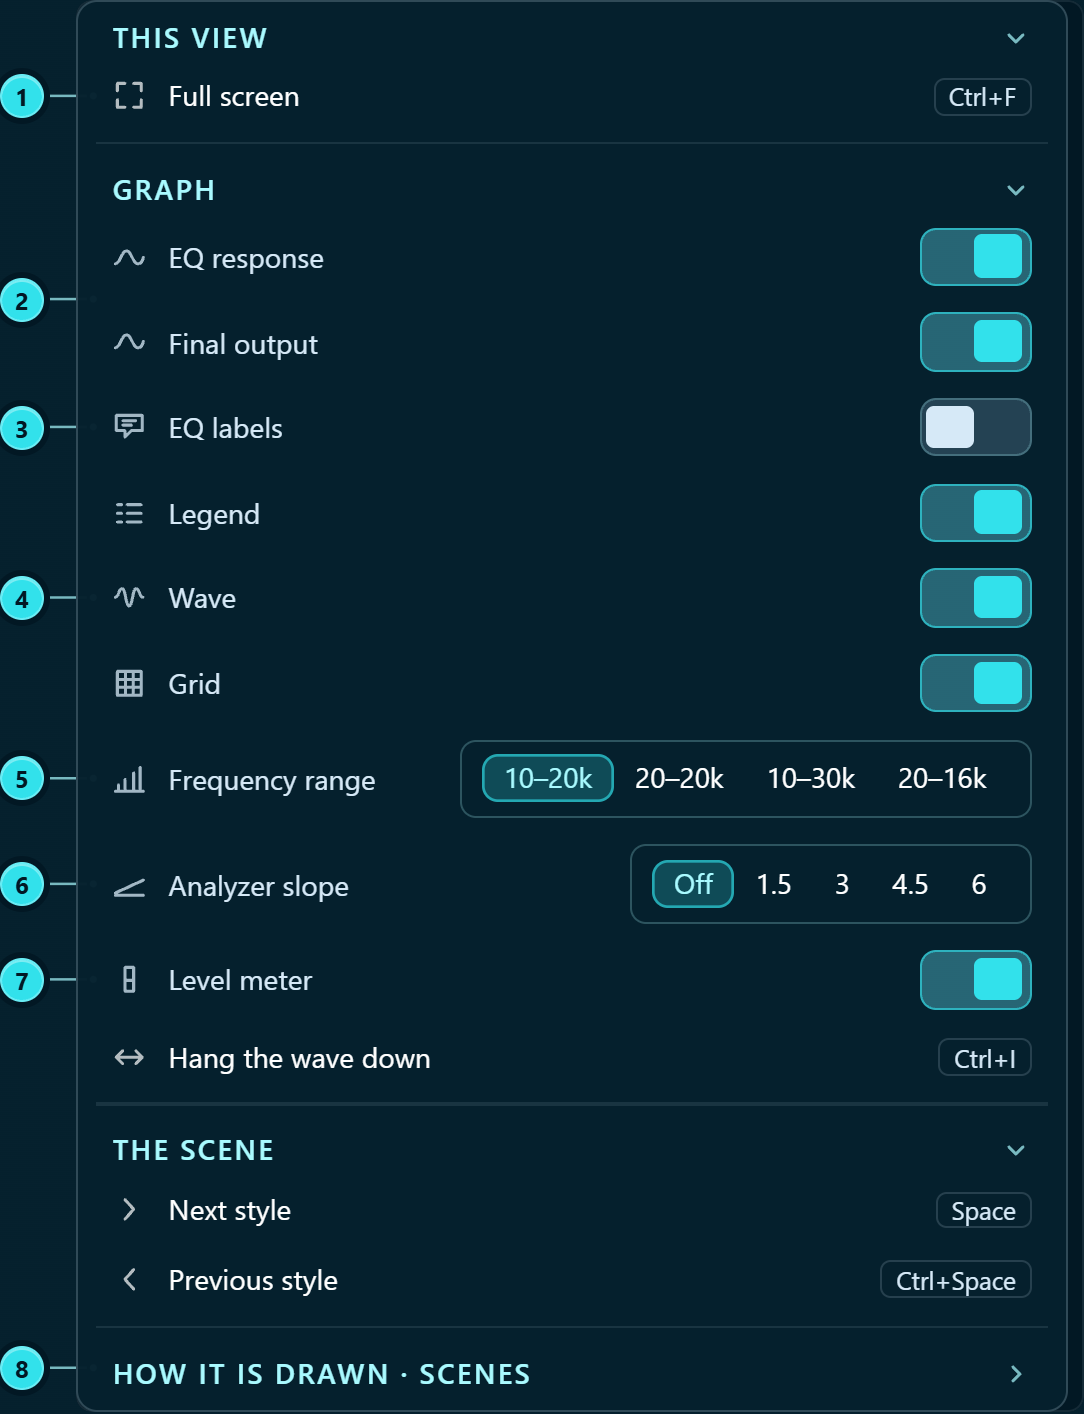 THIS VIEW
1 Full screen Ctrl+F
GRAPH
EQ response
2
Final output
3 EQ labels
Legend
4 Wave
Grid
5 Frequency range 10–20k 20–20k 10–30k 20–16k
6 Analyzer slope Off 1.5 3 4.5 6
7 Level meter
Hang the wave down Ctrl+I
THE SCENE
Next style Space
Previous style Ctrl+Space
8 HOW IT IS DRAWN · SCENES